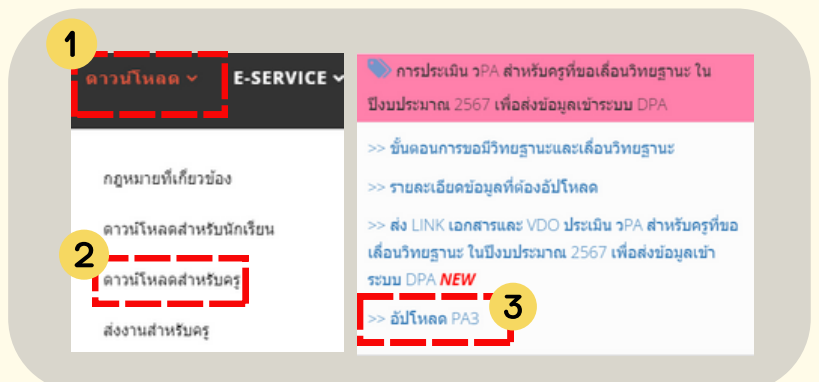 1
ดาวน์โหลด
E-SERVICE
กฎหมายที่เกี่ยวข้อง
ดาวน์โหลดสำหรับนักเรียน
2
ดาวน์โหลดสำหรับครู
ส่งงานสำหรับครู
การประเมิน วPA สำหรับครูที่ขอเลื่อนวิทยฐานะ ใน
ปีงบประมาณ 2567 เพื่อส่งข้อมูลเข้าระบบ DPA
>> ขั้นตอนการขอมีวิทยฐานะและเลื่อนวิทยฐานะ
>> รายละเอียดข้อมูลที่ต้องอัปโหลด
>> ส่ง LINK เอกสารและ VDO ประเมิน วPA สำหรับครูที่ขอ
เลื่อนวิทยฐานะ ในปีงบประมาณ 2567 เพื่อส่งข้อมูลเข้า
ระบบ DPA NEW
3
>> อัปโหลด PA3